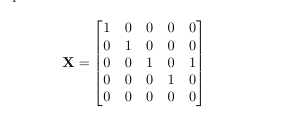 1 0 0 0 0
0 1 0 0 0
X = 0 0 1 0 1
0 0 0 1 0
0 0 0 0 0